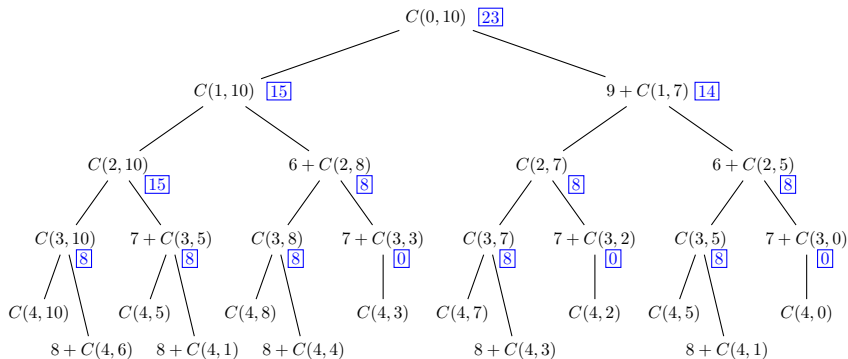 C(0, 10) 23
C(1, 10) 15 9 + C(1, 7) 14
C(2, 10) 15 6 + C(2, 8) 8 C(2, 7) 8 6 + C(2, 5) 8
C(3, 10) 8 7 + C(3, 5) 8 C(3, 8) 8 7 + C(3, 3) 0 C(3, 7) 8 7 + C(3, 2) 0 C(3, 5) 8 7 + C(3, 0) 0
C(4, 10) C(4, 5) C(4, 8) C(4, 3) C(4, 7) C(4, 2) C(4, 5) C(4, 0)
8 + C(4, 6) 8 + C(4, 1) 8 + C(4, 4) 8 + C(4, 3) 8 + C(4, 1)